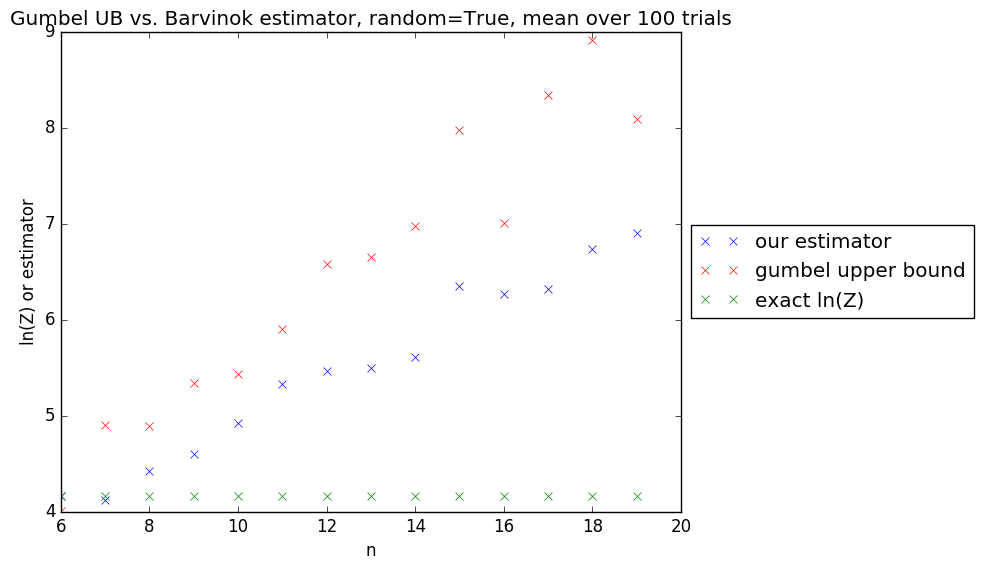 Gumbel UB vs. Barvinok estimator, random=True, mean over 100 trials
9
8
7
6
5
4
ln(Z) or estimator
6 8 10 12 14 16 18 20
n
our estimator
gumbel upper bound
exact ln(Z)